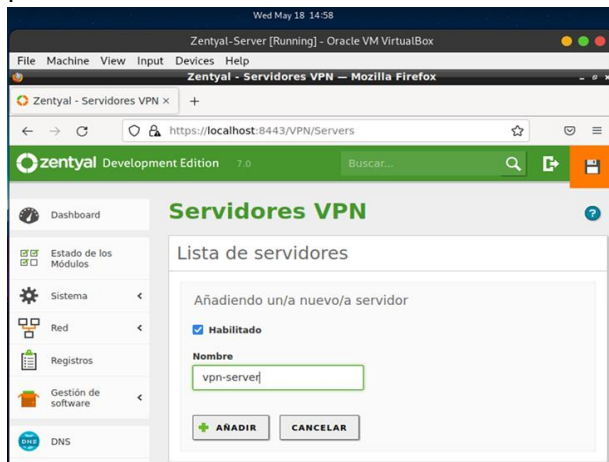 Wed May 18 14:58
Zentyal-Server [Running] - Oracle VM VirtualBox
File Machine View Input Devices Help
Zentyal - Servidores VPN — Mozilla Firefox
Zentyal - Servidores VPN × +
https://localhost:8443/VPN/Servers
zentyal Development Edition 7.0 Buscar...
Servidores VPN
Dashboard
Lista de servidores
Estado de los
Módulos
Añadiendo un/a nuevo/a servidor
Sistema
Habilitado
Red
Nombre
Registros
vpn-server
Gestión de
software
AÑADIR CANCELAR
DNS DNS